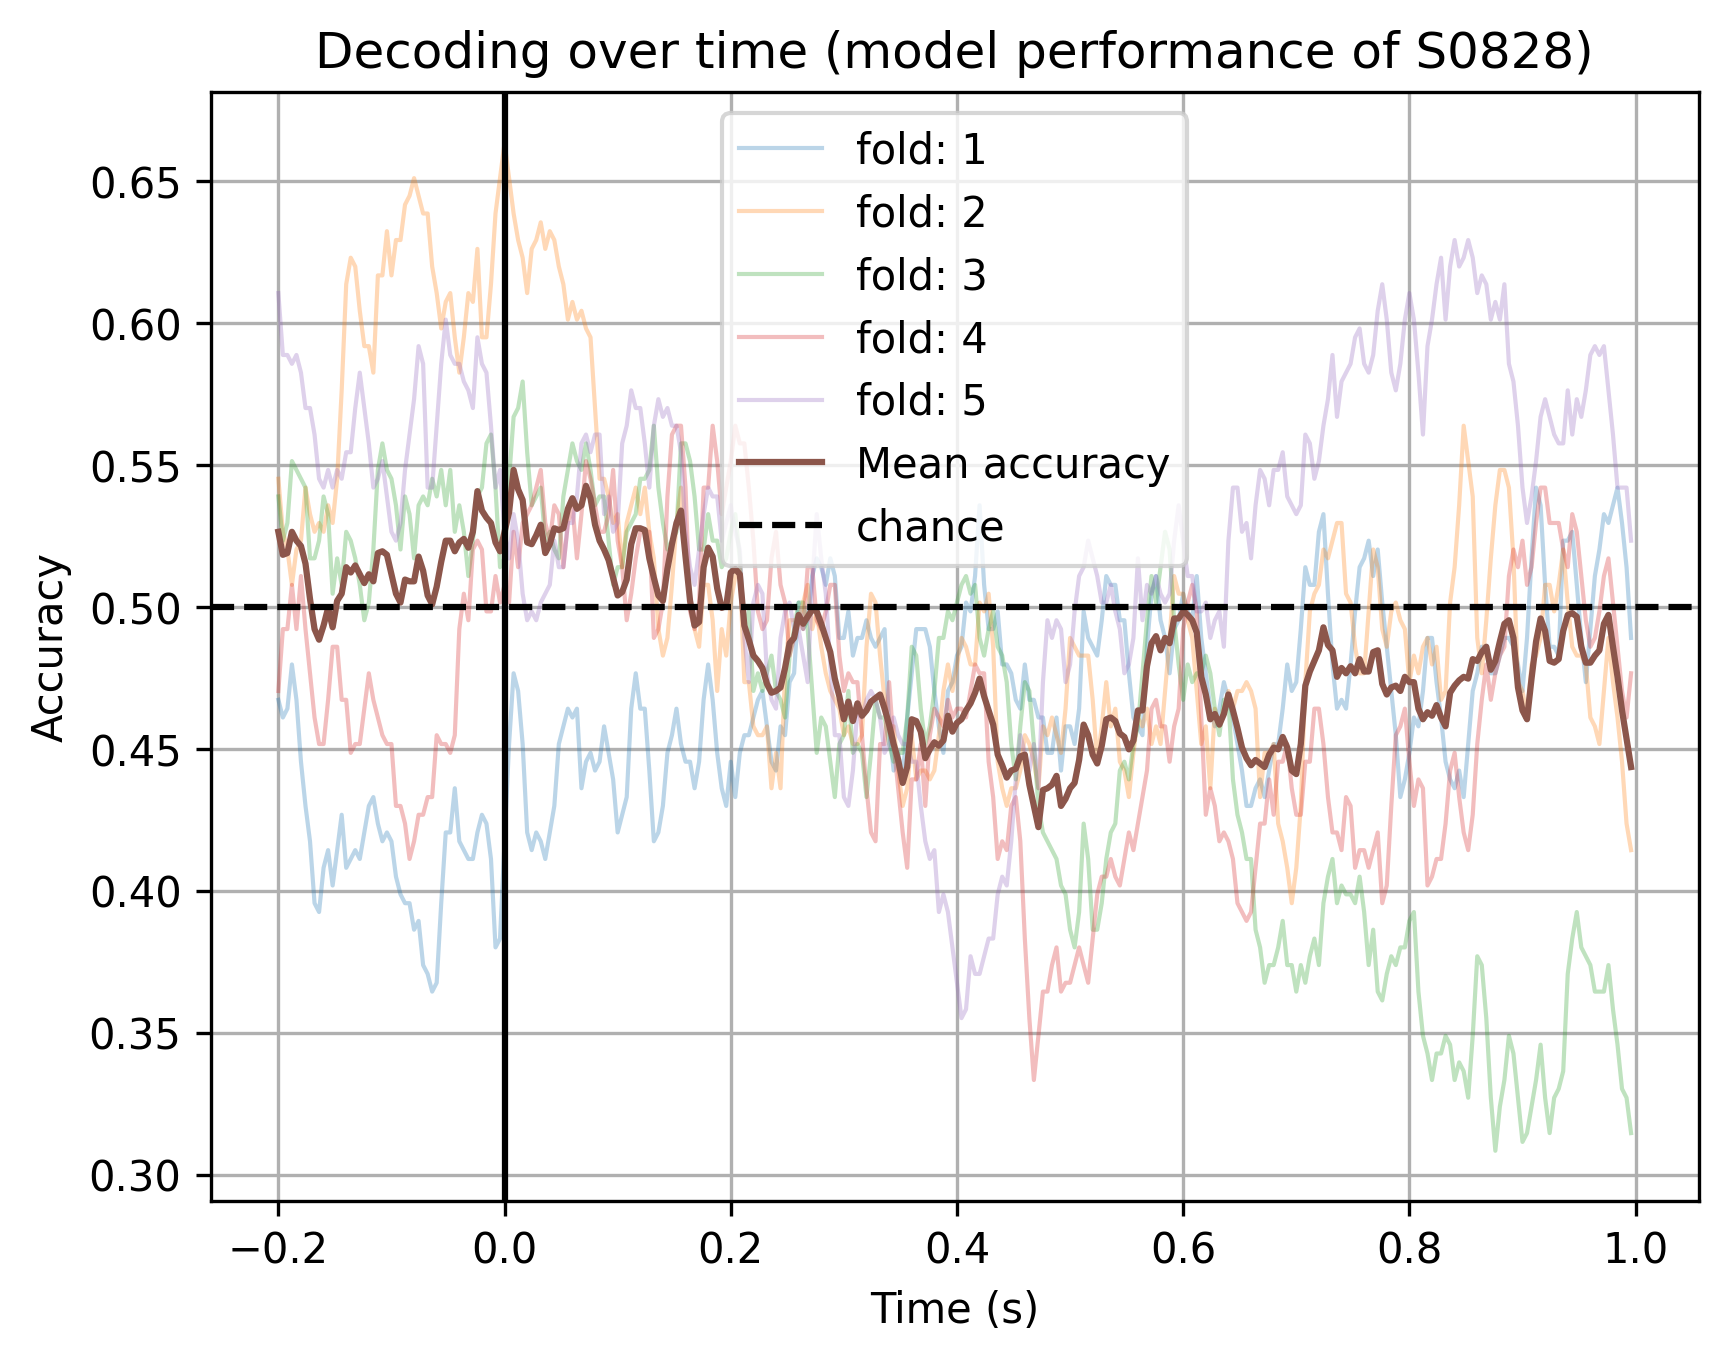 Decoding over time (model performance of S0828)
fold: 1
fold: 2
fold: 3
fold: 4
fold: 5
Mean accuracy
chance
Accuracy
0.65
0.60
0.55
0.50
0.45
0.40
0.35
0.30
−0.2 0.0 0.2 0.4 0.6 0.8 1.0
Time (s)